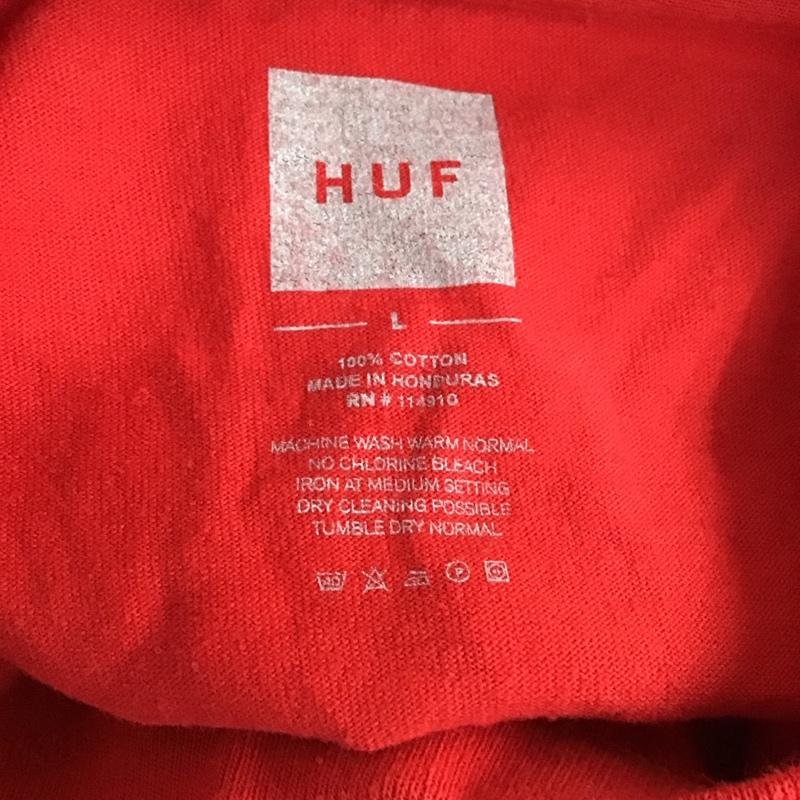 HUF
L
100% COTTON
MADE IN HONDURAS
RN # 114910
MACHINE WASH WARM NORMAL
NO CHLORINE BLEACH
IRON AT MEDIUM SETTING
DRY CLEANING POSSIBLE
TUMBLE DRY NORMAL
40 P